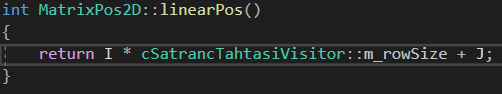 int MatrixPos2D::linearPos()
{
return I * cSatrancTahtasiVisitor::m_rowSize + J;
}